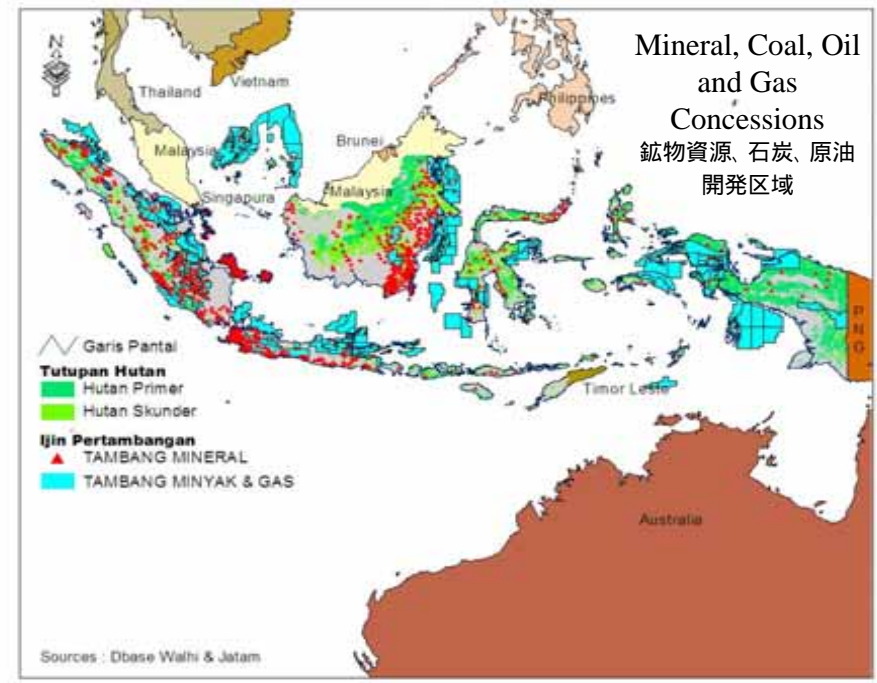 Mineral, Coal, Oil
and Gas
Concessions
鉱物資源、石炭、原油
開発区域
N
Thailand
Vietnam
Philippines
Malaysia
Brunei
Singapura
Malaysia
PNG
Timor Leste
Australia
Garis Pantal
Tutupan Hutan
Hutan Primer
Hutan Skunder
Ijin Pertambangan
TAMBANG MINERAL
TAMBANG MINYAK & GAS
Sources : Dbase Walhi & Jatam